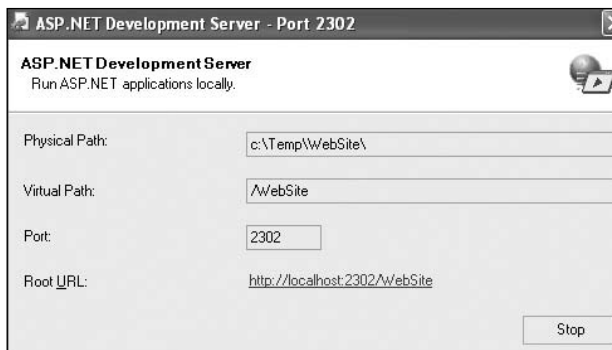 ASP.NET Development Server - Port 2302
ASP.NET Development Server
Run ASP.NET applications locally.
Physical Path: c:\Temp\WebSite\
Virtual Path: /WebSite
Port: 2302
Root URL: http://localhost:2302/WebSite
Stop